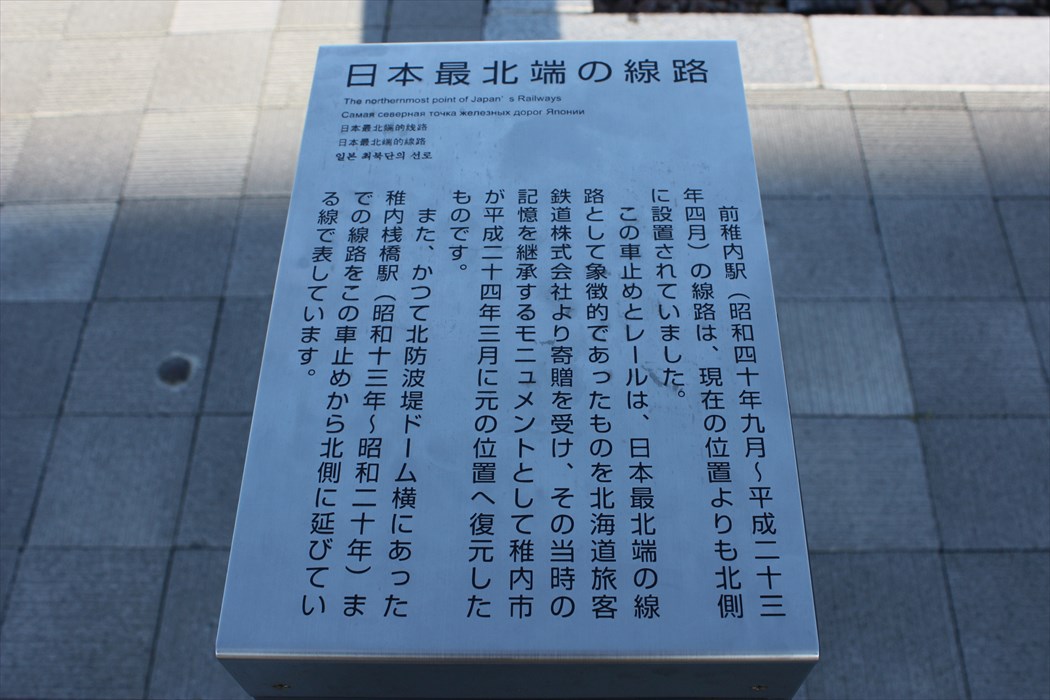 日本最北端の線路
The northernmost point of Japan's Railways
Самая северная точка железных дорог Японии
日本最北端的线路
日本最北端的線路
일본 최북단의 선로
前稚内駅（昭和四十年九月～平成二十三
年四月）の線路は、現在の位置よりも北側
に設置されていました。
この車止めとレールは、日本最北端の線
路として象徴的であったものを北海道旅客
鉄道株式会社より寄贈を受け、その当時の
記憶を継承するモニュメントとして稚内市
が平成二十四年三月に元の位置へ復元した
ものです。
また、かつて北防波堤ドーム横にあった
稚内桟橋駅（昭和十三年～昭和二十年）ま
での線路をこの車止めから北側に延びてい
る線で表しています。